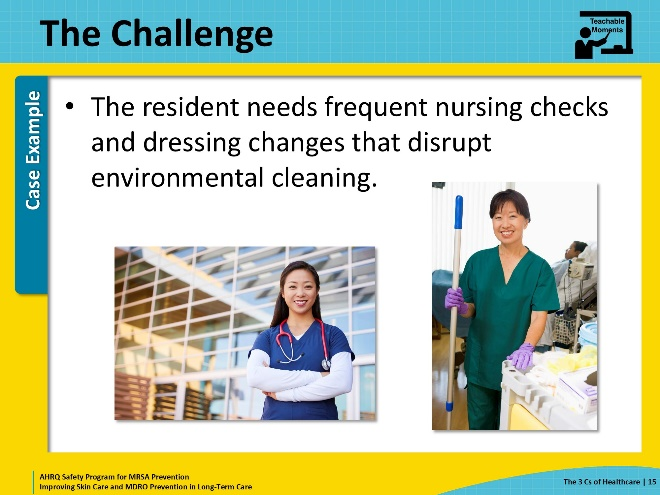 The Challenge
Teachable
Moments
Case Example
• The resident needs frequent nursing checks
and dressing changes that disrupt
environmental cleaning.
AHRQ Safety Program for MRSA Prevention
Improving Skin Care and MDRO Prevention in Long-Term Care
The 3 Cs of Healthcare | 15